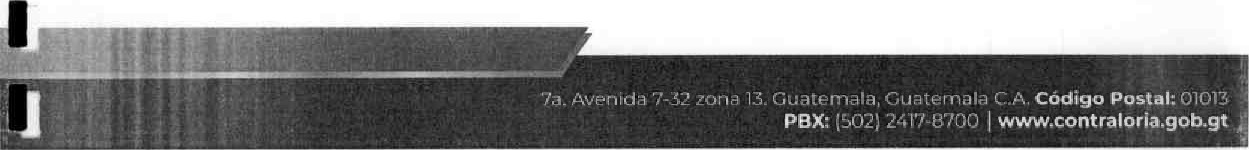 7a. Avenida 7-32 zona 13. Guatemala, Guatemala C.A. Código Postal: 01013
PBX: (502) 2417-8700 | www.contraloria.gob.gt